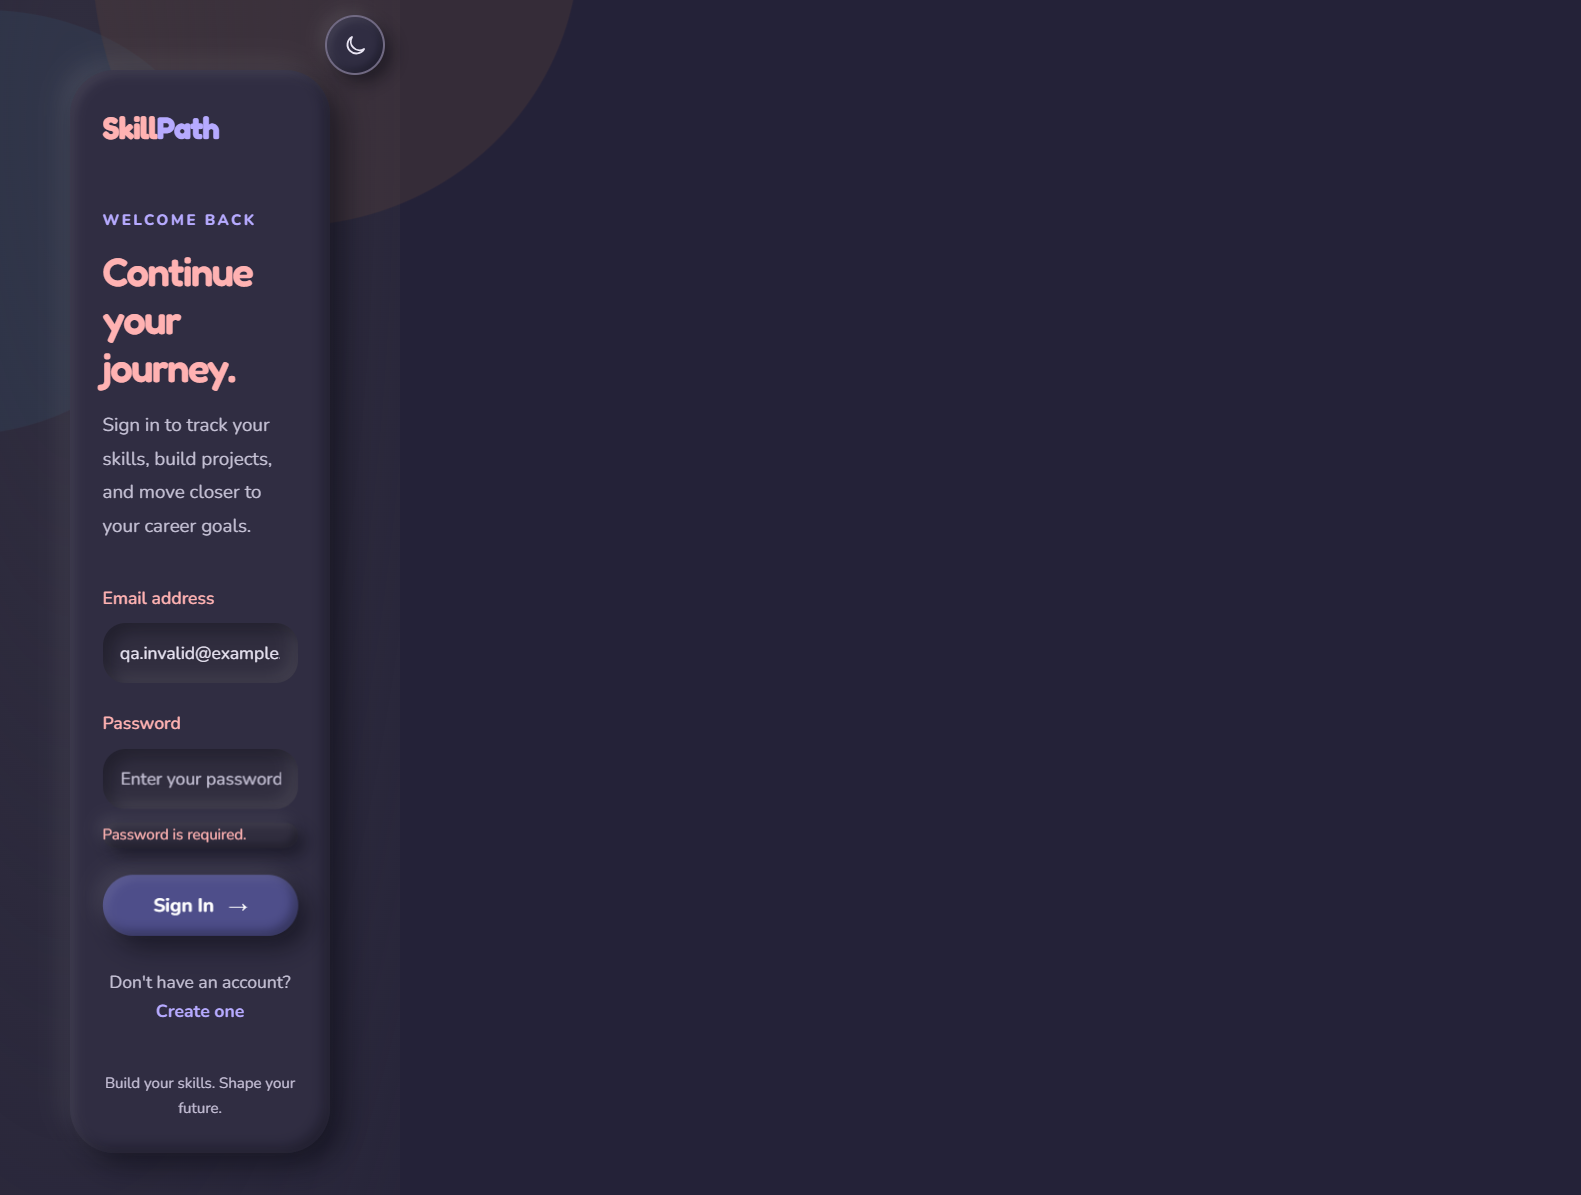 SkillPath
WELCOME BACK
Continue
your
journey.
Sign in to track your
skills, build projects,
and move closer to
your career goals.
Email address
qa.invalid@example.
Password
Enter your password
Password is required.
Sign In →
Don't have an account?
Create one
Build your skills. Shape your
future.